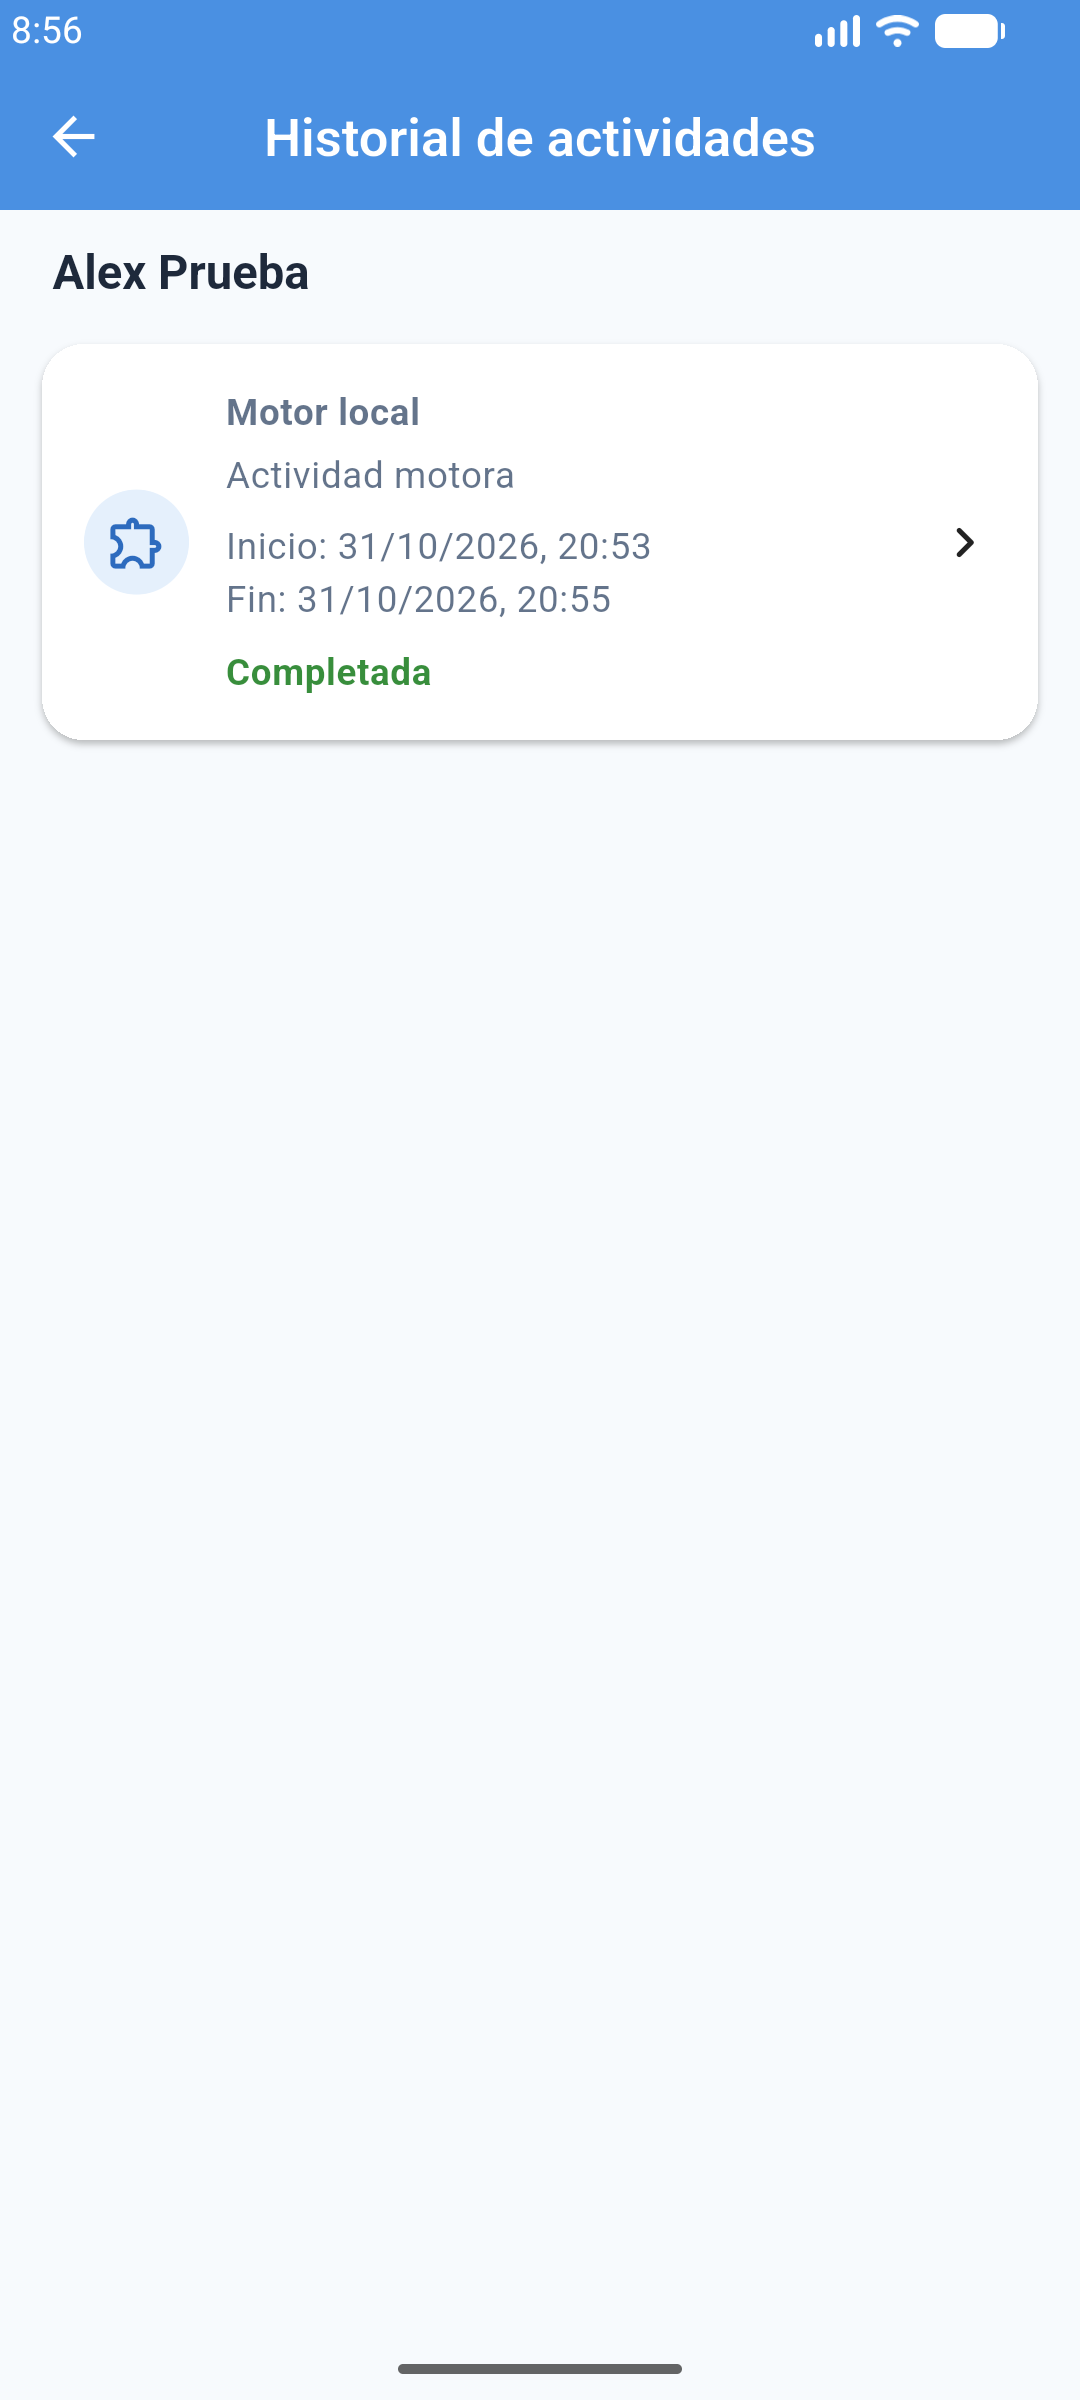 8:56
Historial de actividades
Alex Prueba
Motor local
Actividad motora
Inicio: 31/10/2026, 20:53
Fin: 31/10/2026, 20:55
Completada